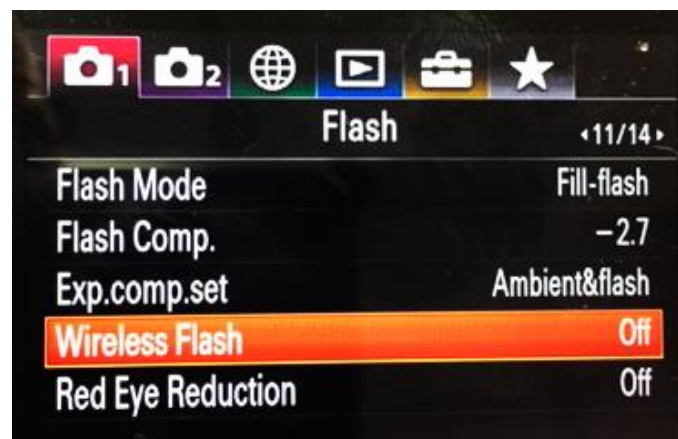 1 2
Flash ◂11/14▸
Flash Mode Fill-flash
Flash Comp. −2.7
Exp.comp.set Ambient&flash
Wireless Flash Off
Red Eye Reduction Off